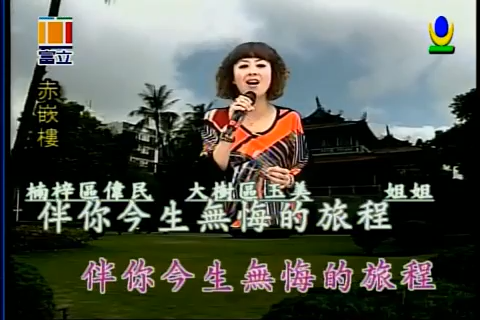 富立
赤嵌樓
楠梓區偉民 大樹區玉美 姐姐
伴你今生無悔的旅程
伴你今生無悔的旅程